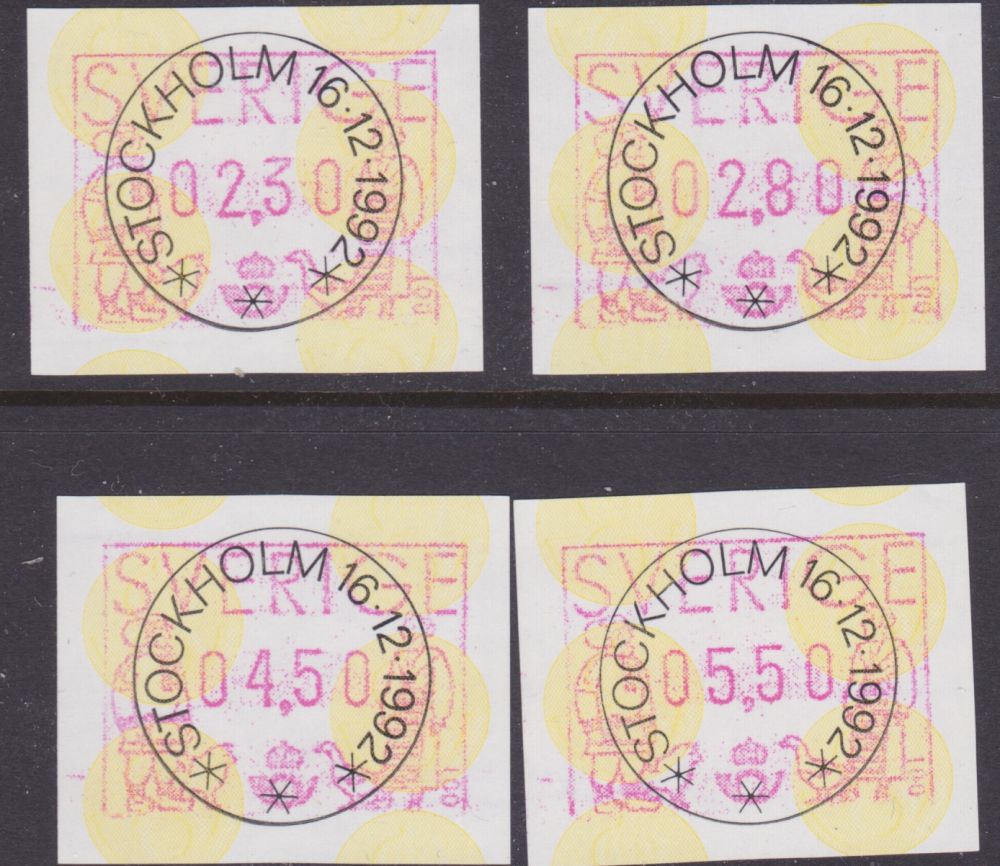 SVERIGE
STOCKHOLM 16.12.1992 ***
02,30
SVERIGE
STOCKHOLM 16.12.1992 ***
02,80
SVERIGE
STOCKHOLM 16.12.1992 ***
04,50
SVERIGE
STOCKHOLM 16.12.1992 ***
05,50